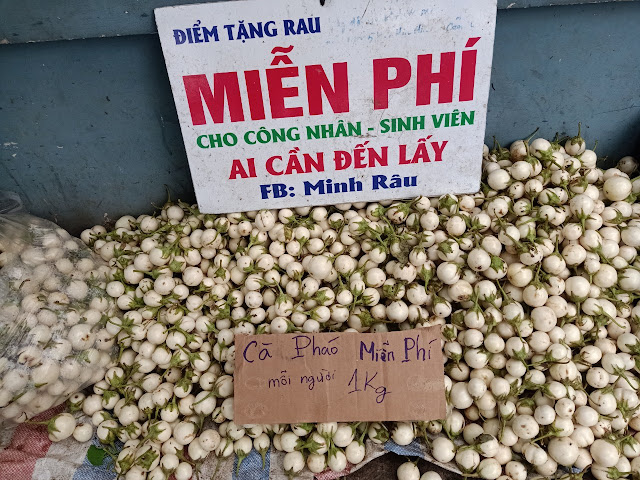 ĐIỂM TẶNG RAU
MIỄN PHÍ
CHO CÔNG NHÂN - SINH VIÊN
AI CẦN ĐẾN LẤY
FB: Minh Râu
Cà Pháo Miễn Phí
mỗi người 1Kg